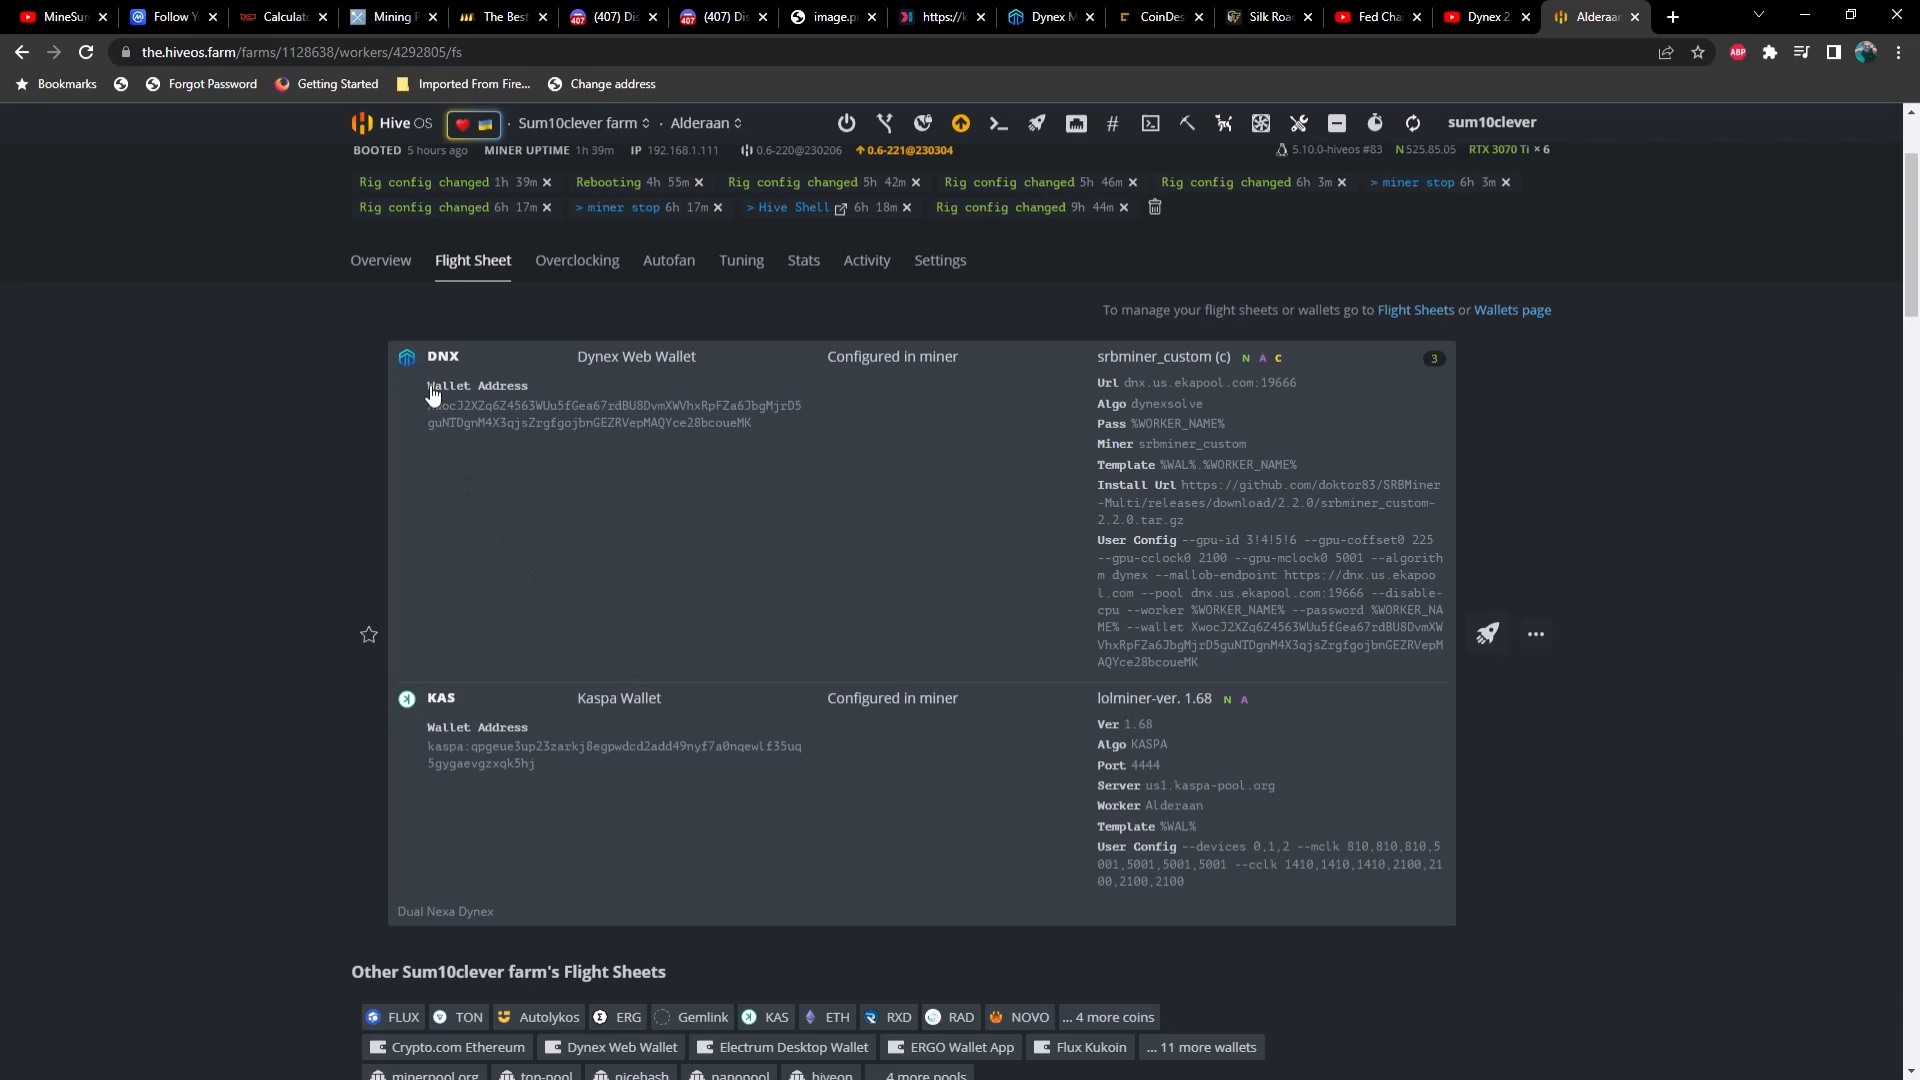 MineSun
Follow Y
Calculat
Mining P
The Best
(407) Dis
(407) Dis
image.p
https://k
Dynex M
CoinDes
Silk Roa
Fed Chai
Dynex 2
Alderaa
the.hiveos.farm/farms/1128638/workers/4292805/fs
ABP
Bookmarks
Forgot Password
Getting Started
Imported From Fire...
Change address
Hive OS · Sum10clever farm · Alderaan
sum10clever
BOOTED 5 hours ago MINER UPTIME 1h 39m IP 192.168.1.111 0.6-220@230206 0.6-221@230304 5.10.0-hiveos #83 N 525.85.05 RTX 3070 Ti × 6
Rig config changed 1h 39m × Rebooting 4h 55m × Rig config changed 5h 42m × Rig config changed 5h 46m × Rig config changed 6h 3m × > miner stop 6h 3m ×
Rig config changed 6h 17m × > miner stop 6h 17m × > Hive Shell 6h 18m × Rig config changed 9h 44m ×
Overview Flight Sheet Overclocking Autofan Tuning Stats Activity Settings
To manage your flight sheets or wallets go to Flight Sheets or Wallets page
DNX Dynex Web Wallet Configured in miner srbminer_custom (c) N A C 3
Wallet Address
XwocJ2XZq6Z4563WUu5fGea67rdBU8DvmXWVhxRpFZa6JbgMjrD5
guNTDgnM4X3qjsZrgfgojbnGEZRVepMAQYce28bcoueMK
Url dnx.us.ekapool.com:19666
Algo dynexsolve
Pass %WORKER_NAME%
Miner srbminer_custom
Template %WAL%.%WORKER_NAME%
Install Url https://github.com/doktor83/SRBMiner
-Multi/releases/download/2.2.0/srbminer_custom-
2.2.0.tar.gz
User Config --gpu-id 3!4!5!6 --gpu-coffset0 225
--gpu-cclock0 2100 --gpu-mclock0 5001 --algorith
m dynex --mallob-endpoint https://dnx.us.ekapoo
l.com --pool dnx.us.ekapool.com:19666 --disable-
cpu --worker %WORKER_NAME% --password %WORKER_NA
ME% --wallet XwocJ2XZq6Z4563WUu5fGea67rdBU8DvmXW
VhxRpFZa6JbgMjrD5guNTDgnM4X3qjsZrgfgojbnGEZRVepM
AQYce28bcoueMK
KAS Kaspa Wallet Configured in miner lolminer-ver. 1.68 N A
Wallet Address
kaspa:qpgeue3up23zarkj8egpwdcd2add49nyf7a0nqewlf35uq
5gygaevgzxqk5hj
Ver 1.68
Algo KASPA
Port 4444
Server us1.kaspa-pool.org
Worker Alderaan
Template %WAL%
User Config --devices 0,1,2 --mclk 810,810,810,5
001,5001,5001,5001 --cclk 1410,1410,1410,2100,21
00,2100,2100
Dual Nexa Dynex
Other Sum10clever farm's Flight Sheets
FLUX TON Autolykos ERG Gemlink KAS ETH RXD RAD NOVO ... 4 more coins
Crypto.com Ethereum Dynex Web Wallet Electrum Desktop Wallet ERGO Wallet App Flux Kukoin ... 11 more wallets
minerpool.org ton-pool nicehash nanopool hiveon 4 more pools